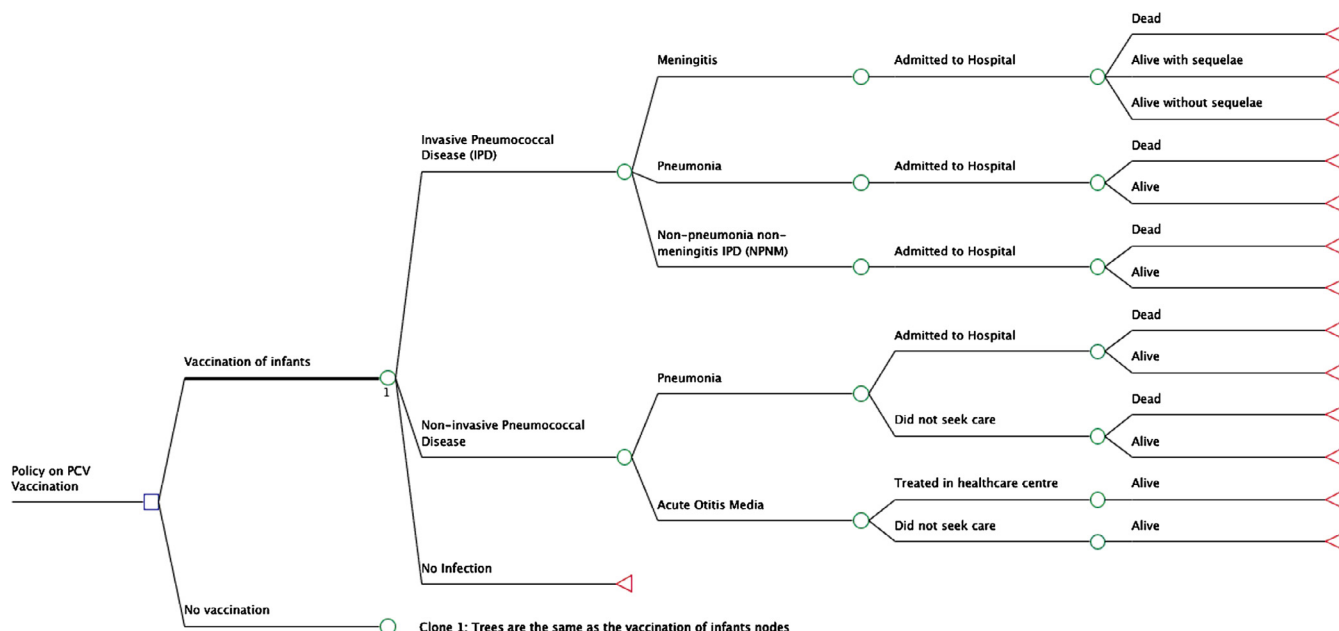 Dead
Meningitis
Admitted to Hospital
Alive with sequelae
Alive without sequelae
Invasive Pneumococcal
Disease (IPD)
Dead
Pneumonia
Admitted to Hospital
Alive
Non-pneumonia non-
meningitis IPD (NPNM)
Dead
Admitted to Hospital
Alive
Dead
Admitted to Hospital
Vaccination of infants
Alive
1
Pneumonia
Dead
Non-invasive Pneumococcal
Disease
Did not seek care
Alive
Policy on PCV
Vaccination
Treated in healthcare centre
Alive
Acute Otitis Media
Did not seek care
Alive
No Infection
No vaccination
Clone 1: Trees are the same as the vaccination of infants nodes